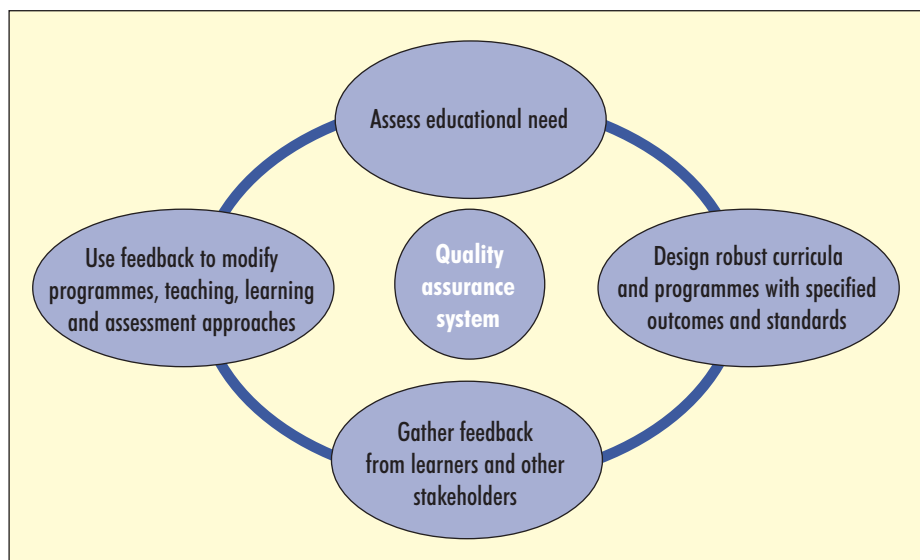 Assess educational need
Use feedback to modify
programmes, teaching, learning
and assessment approaches
Quality
assurance
system
Design robust curricula
and programmes with specified
outcomes and standards
Gather feedback
from learners and other
stakeholders